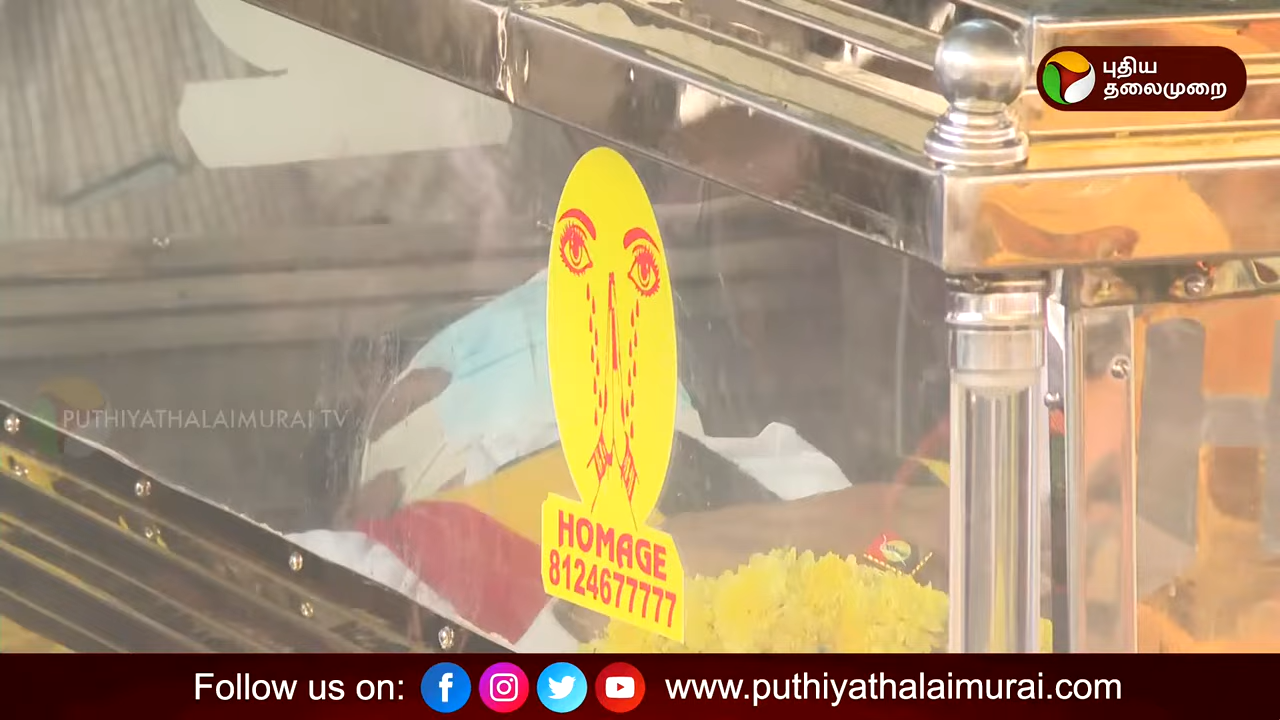 புதிய
தலைமுறை
PUTHIYATHALAIMURAI TV
HOMAGE
8124677777
Follow us on:
www.puthiyathalaimurai.com